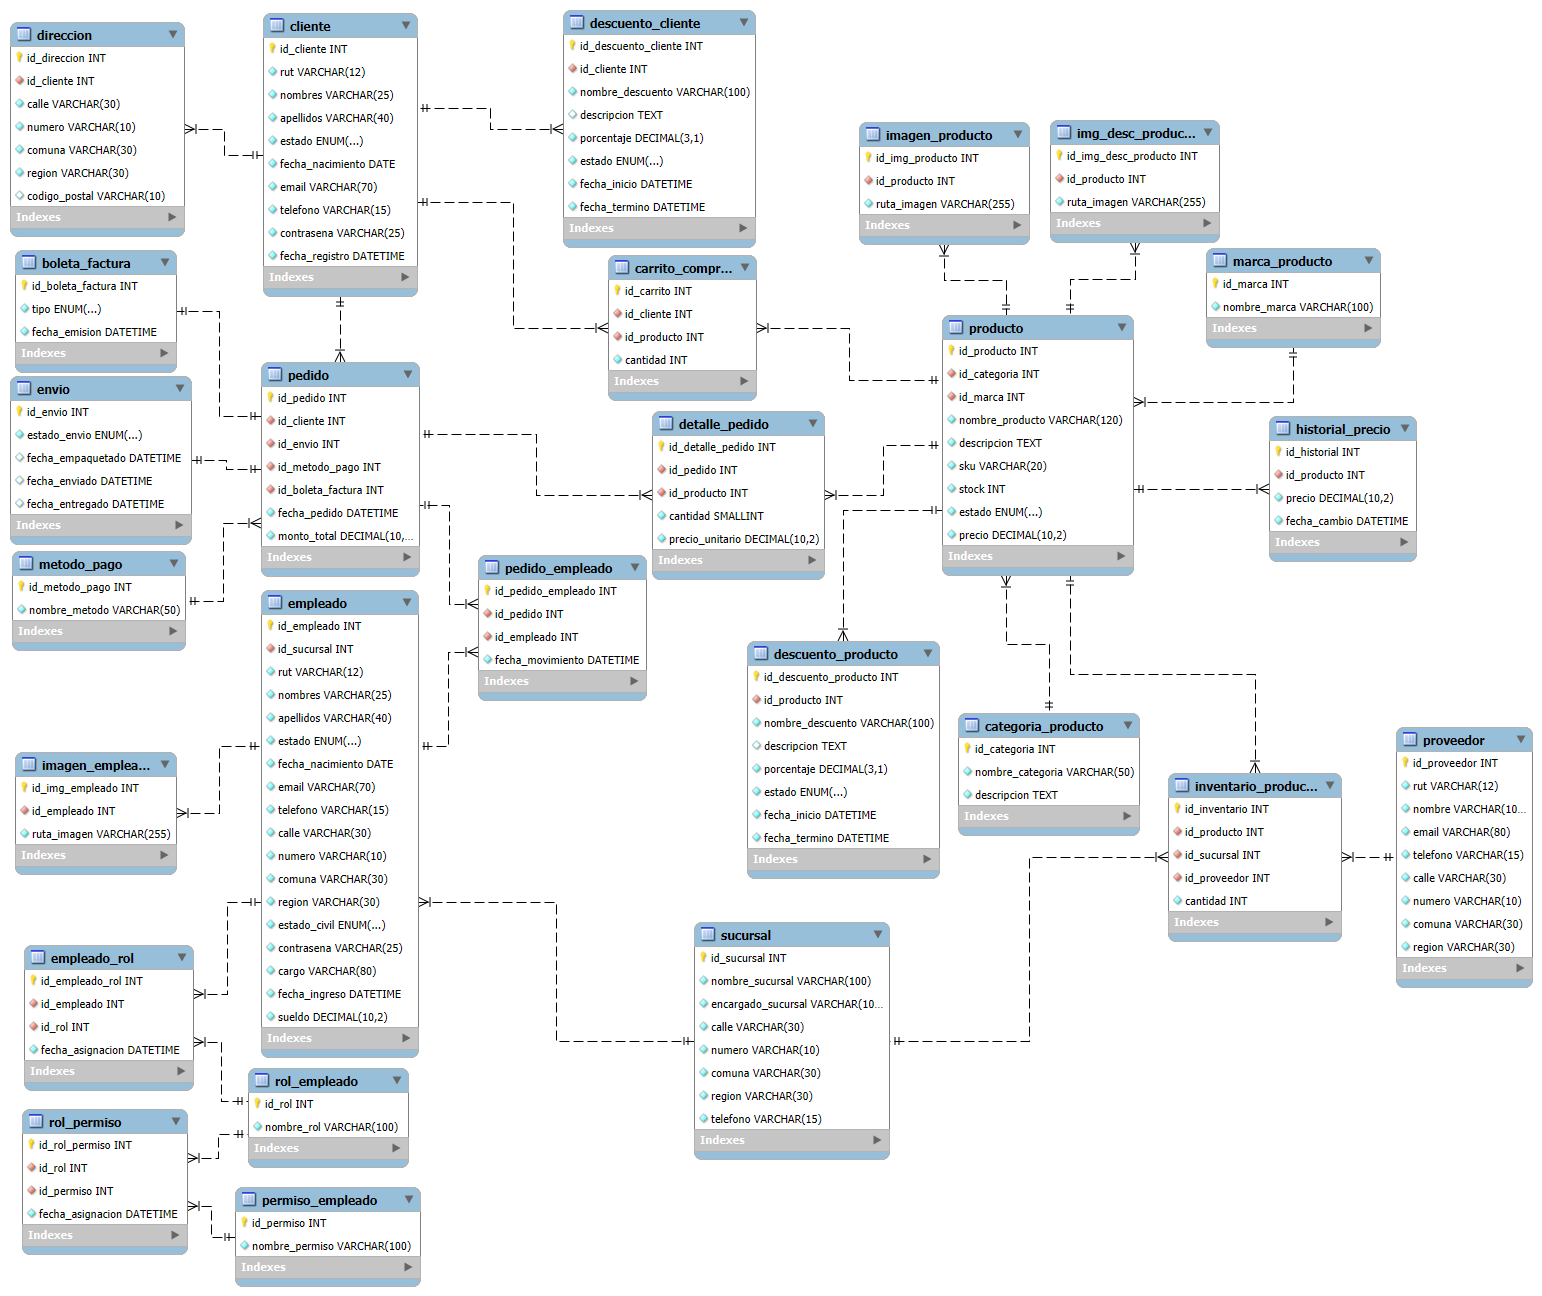 direccion
id_direccion INT
id_cliente INT
calle VARCHAR(30)
numero VARCHAR(10)
comuna VARCHAR(30)
region VARCHAR(30)
codigo_postal VARCHAR(10)
Indexes
cliente
id_cliente INT
rut VARCHAR(12)
nombres VARCHAR(25)
apellidos VARCHAR(40)
estado ENUM(...)
fecha_nacimiento DATE
email VARCHAR(70)
telefono VARCHAR(15)
contrasena VARCHAR(25)
fecha_registro DATETIME
Indexes
descuento_cliente
id_descuento_cliente INT
id_cliente INT
nombre_descuento VARCHAR(100)
descripcion TEXT
porcentaje DECIMAL(3,1)
estado ENUM(...)
fecha_inicio DATETIME
fecha_termino DATETIME
Indexes
imagen_producto
id_img_producto INT
id_producto INT
ruta_imagen VARCHAR(255)
Indexes
img_desc_produc...
id_img_desc_producto INT
id_producto INT
ruta_imagen VARCHAR(255)
Indexes
boleta_factura
id_boleta_factura INT
tipo ENUM(...)
fecha_emision DATETIME
Indexes
carrito_compr...
id_carrito INT
id_cliente INT
id_producto INT
cantidad INT
Indexes
marca_producto
id_marca INT
nombre_marca VARCHAR(100)
Indexes
envio
id_envio INT
estado_envio ENUM(...)
fecha_empaquetado DATETIME
fecha_enviado DATETIME
fecha_entregado DATETIME
Indexes
pedido
id_pedido INT
id_cliente INT
id_envio INT
id_metodo_pago INT
id_boleta_factura INT
fecha_pedido DATETIME
monto_total DECIMAL(10,...
Indexes
detalle_pedido
id_detalle_pedido INT
id_pedido INT
id_producto INT
cantidad SMALLINT
precio_unitario DECIMAL(10,2)
Indexes
producto
id_producto INT
id_categoria INT
id_marca INT
nombre_producto VARCHAR(120)
descripcion TEXT
sku VARCHAR(20)
stock INT
estado ENUM(...)
precio DECIMAL(10,2)
Indexes
historial_precio
id_historial INT
id_producto INT
precio DECIMAL(10,2)
fecha_cambio DATETIME
Indexes
metodo_pago
id_metodo_pago INT
nombre_metodo VARCHAR(50)
Indexes
empleado
id_empleado INT
id_sucursal INT
rut VARCHAR(12)
nombres VARCHAR(25)
apellidos VARCHAR(40)
estado ENUM(...)
fecha_nacimiento DATE
email VARCHAR(70)
telefono VARCHAR(15)
calle VARCHAR(30)
numero VARCHAR(10)
comuna VARCHAR(30)
region VARCHAR(30)
estado_civil ENUM(...)
contrasena VARCHAR(25)
cargo VARCHAR(80)
fecha_ingreso DATETIME
sueldo DECIMAL(10,2)
Indexes
pedido_empleado
id_pedido_empleado INT
id_pedido INT
id_empleado INT
fecha_movimiento DATETIME
Indexes
descuento_producto
id_descuento_producto INT
id_producto INT
nombre_descuento VARCHAR(100)
descripcion TEXT
porcentaje DECIMAL(3,1)
estado ENUM(...)
fecha_inicio DATETIME
fecha_termino DATETIME
Indexes
categoria_producto
id_categoria INT
nombre_categoria VARCHAR(50)
descripcion TEXT
Indexes
inventario_produc...
id_inventario INT
id_producto INT
id_sucursal INT
id_proveedor INT
cantidad INT
Indexes
proveedor
id_proveedor INT
rut VARCHAR(12)
nombre VARCHAR(10...
email VARCHAR(80)
telefono VARCHAR(15)
calle VARCHAR(30)
numero VARCHAR(10)
comuna VARCHAR(30)
region VARCHAR(30)
Indexes
imagen_emplea...
id_img_empleado INT
id_empleado INT
ruta_imagen VARCHAR(255)
Indexes
empleado_rol
id_empleado_rol INT
id_empleado INT
id_rol INT
fecha_asignacion DATETIME
Indexes
sucursal
id_sucursal INT
nombre_sucursal VARCHAR(100)
encargado_sucursal VARCHAR(10...
calle VARCHAR(30)
numero VARCHAR(10)
comuna VARCHAR(30)
region VARCHAR(30)
telefono VARCHAR(15)
Indexes
rol_empleado
id_rol INT
nombre_rol VARCHAR(100)
Indexes
rol_permiso
id_rol_permiso INT
id_rol INT
id_permiso INT
fecha_asignacion DATETIME
Indexes
permiso_empleado
id_permiso INT
nombre_permiso VARCHAR(100)
Indexes